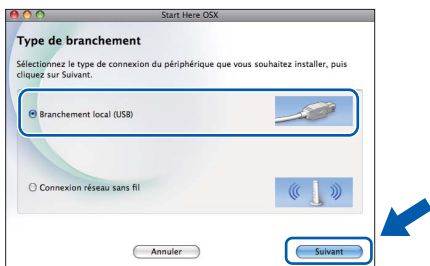 Start Here OSX
Type de branchement
Sélectionnez le type de connexion du périphérique que vous souhaitez installer, puis
cliquez sur Suivant.
Branchement local (USB)
Connexion réseau sans fil
Annuler
Suivant